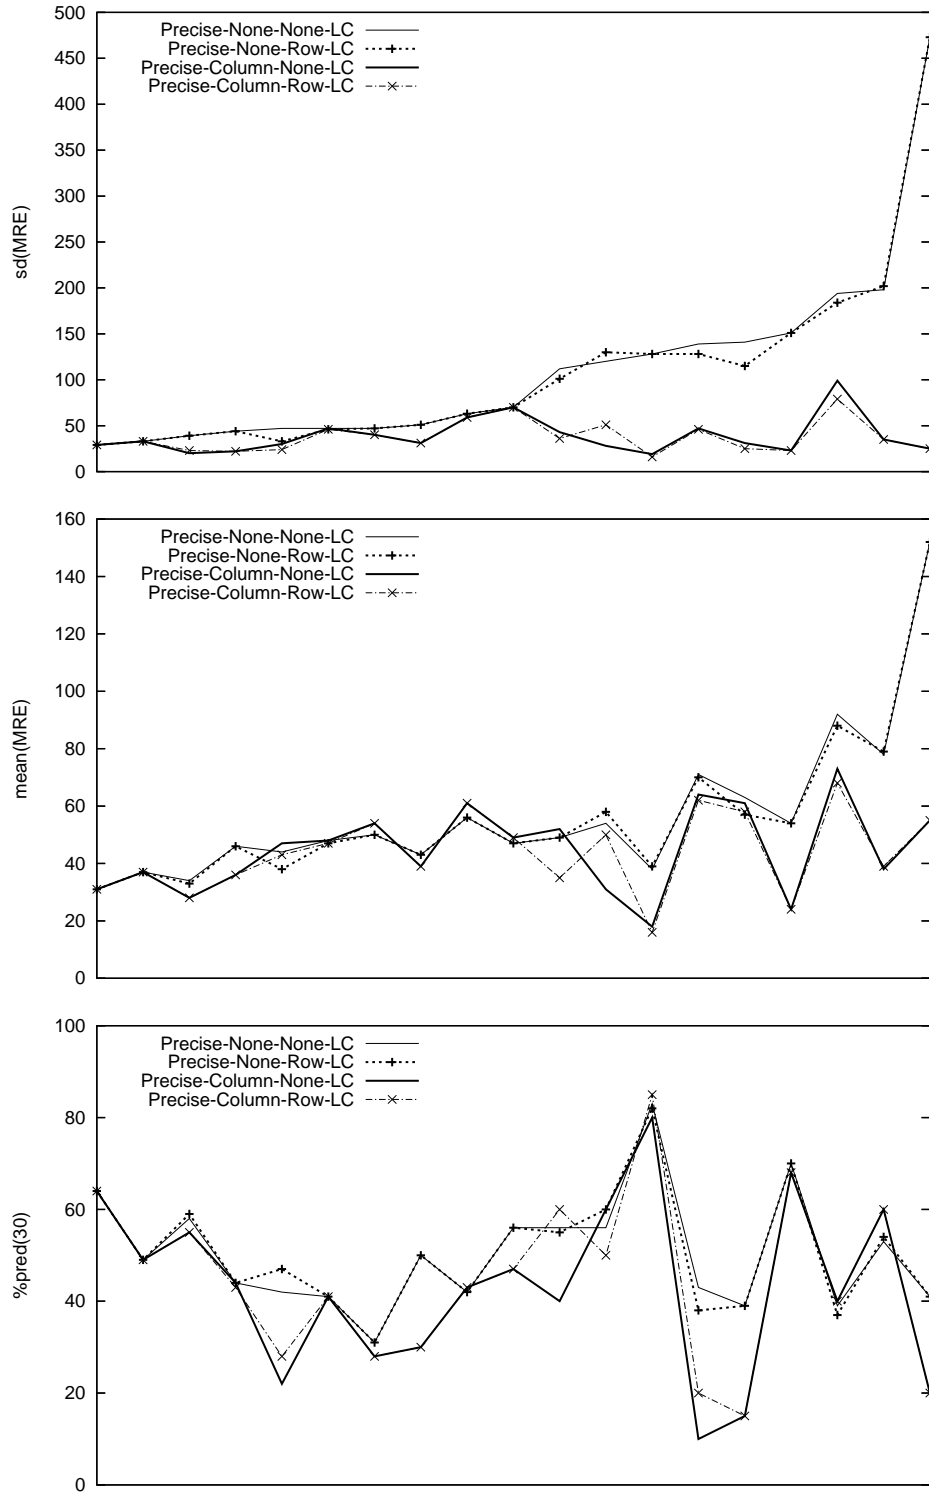 500
450
400
350
300
250
200
150
100
50
0
sd(MRE)
Precise-None-None-LC
Precise-None-Row-LC
Precise-Column-None-LC
Precise-Column-Row-LC
160
140
120
100
80
60
40
20
0
mean(MRE)
Precise-None-None-LC
Precise-None-Row-LC
Precise-Column-None-LC
Precise-Column-Row-LC
100
80
60
40
20
0
%pred(30)
Precise-None-None-LC
Precise-None-Row-LC
Precise-Column-None-LC
Precise-Column-Row-LC